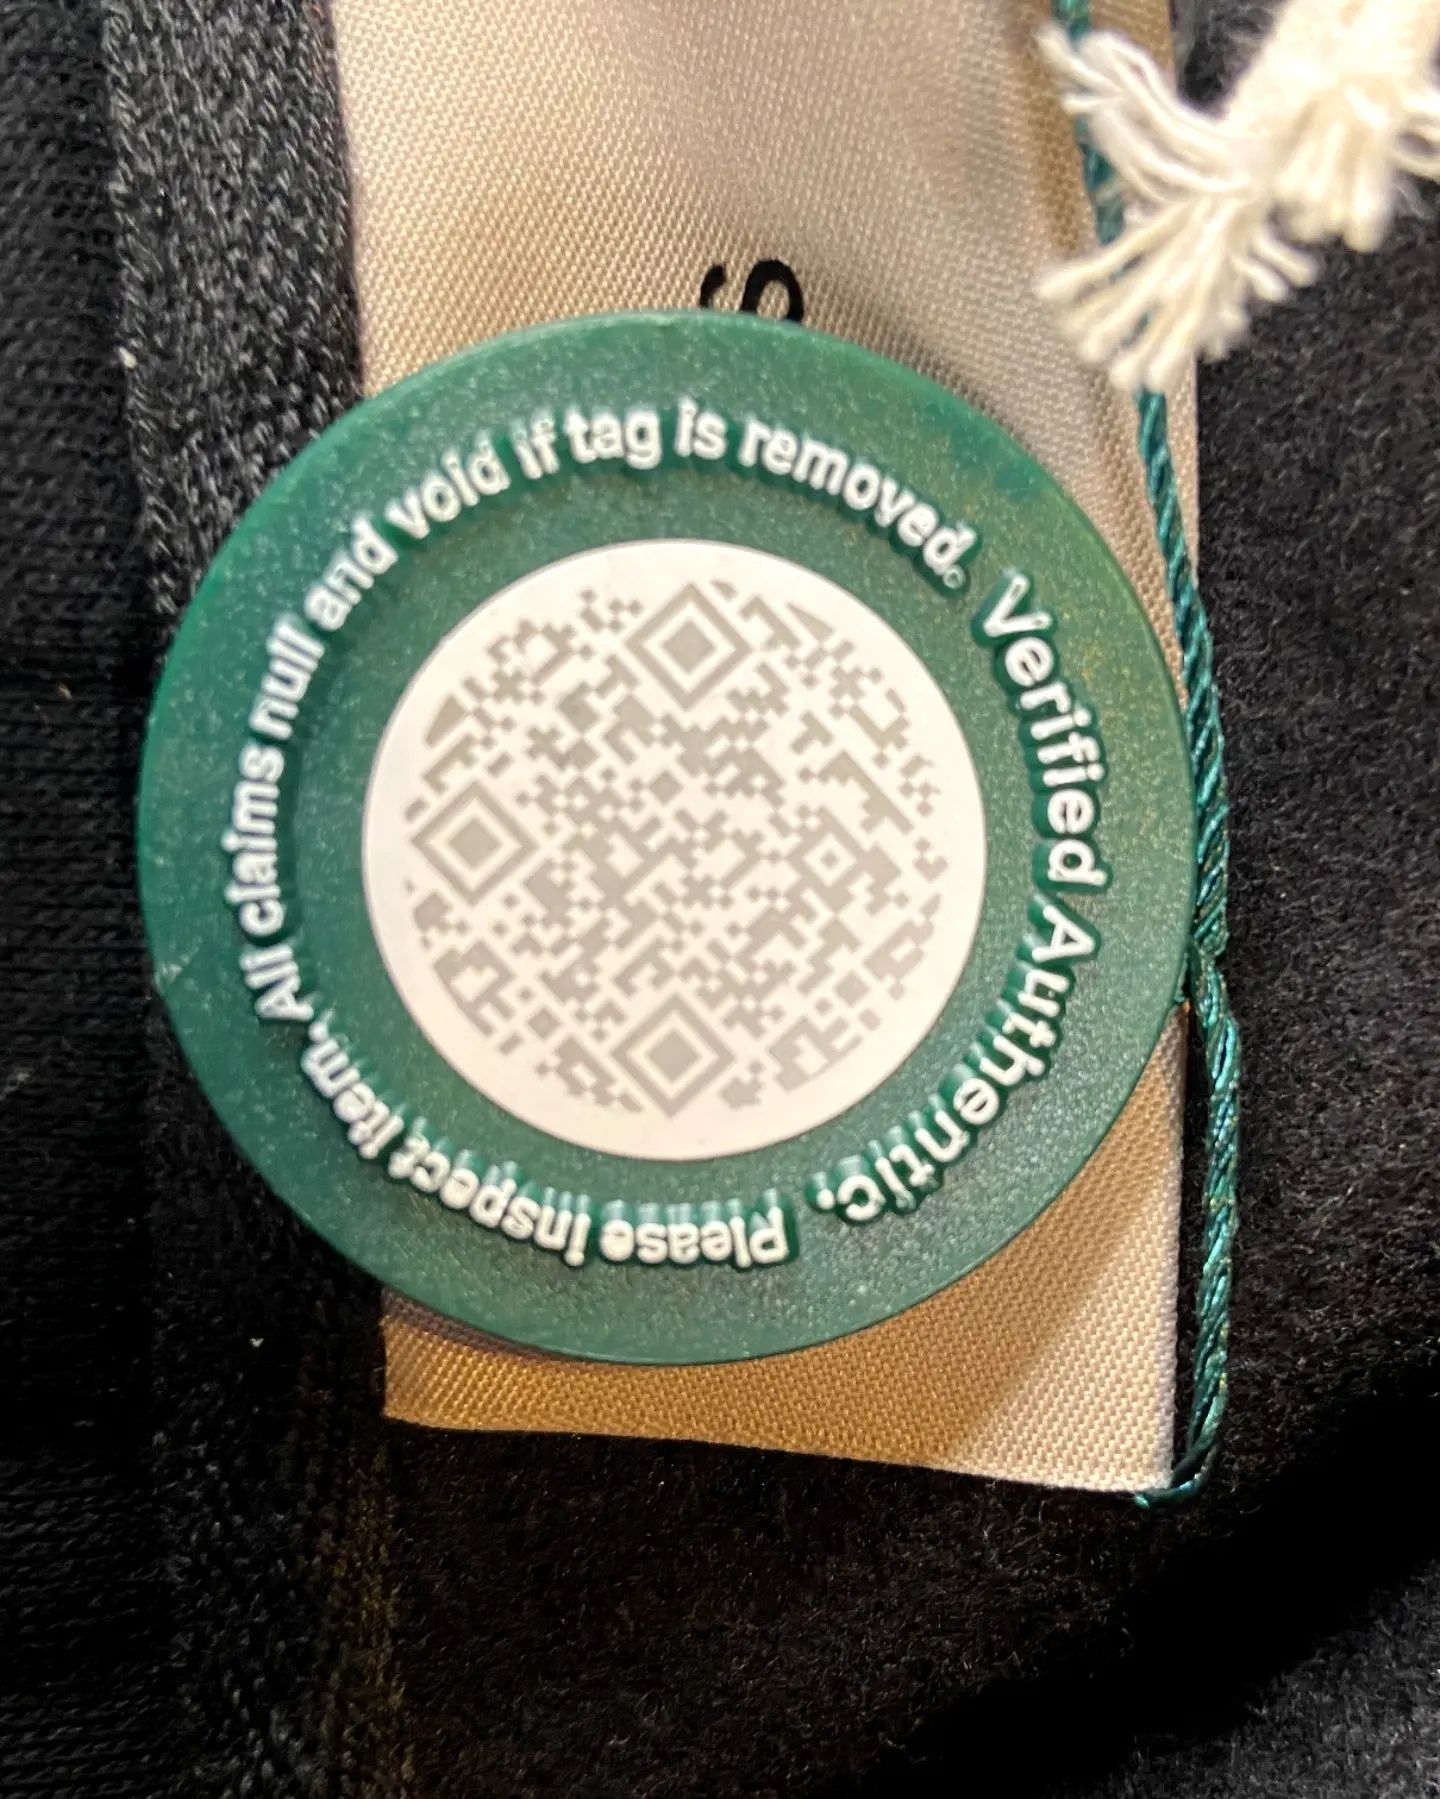 S
Verified Authentic.
Please inspect item. All claims null and void if tag is removed.